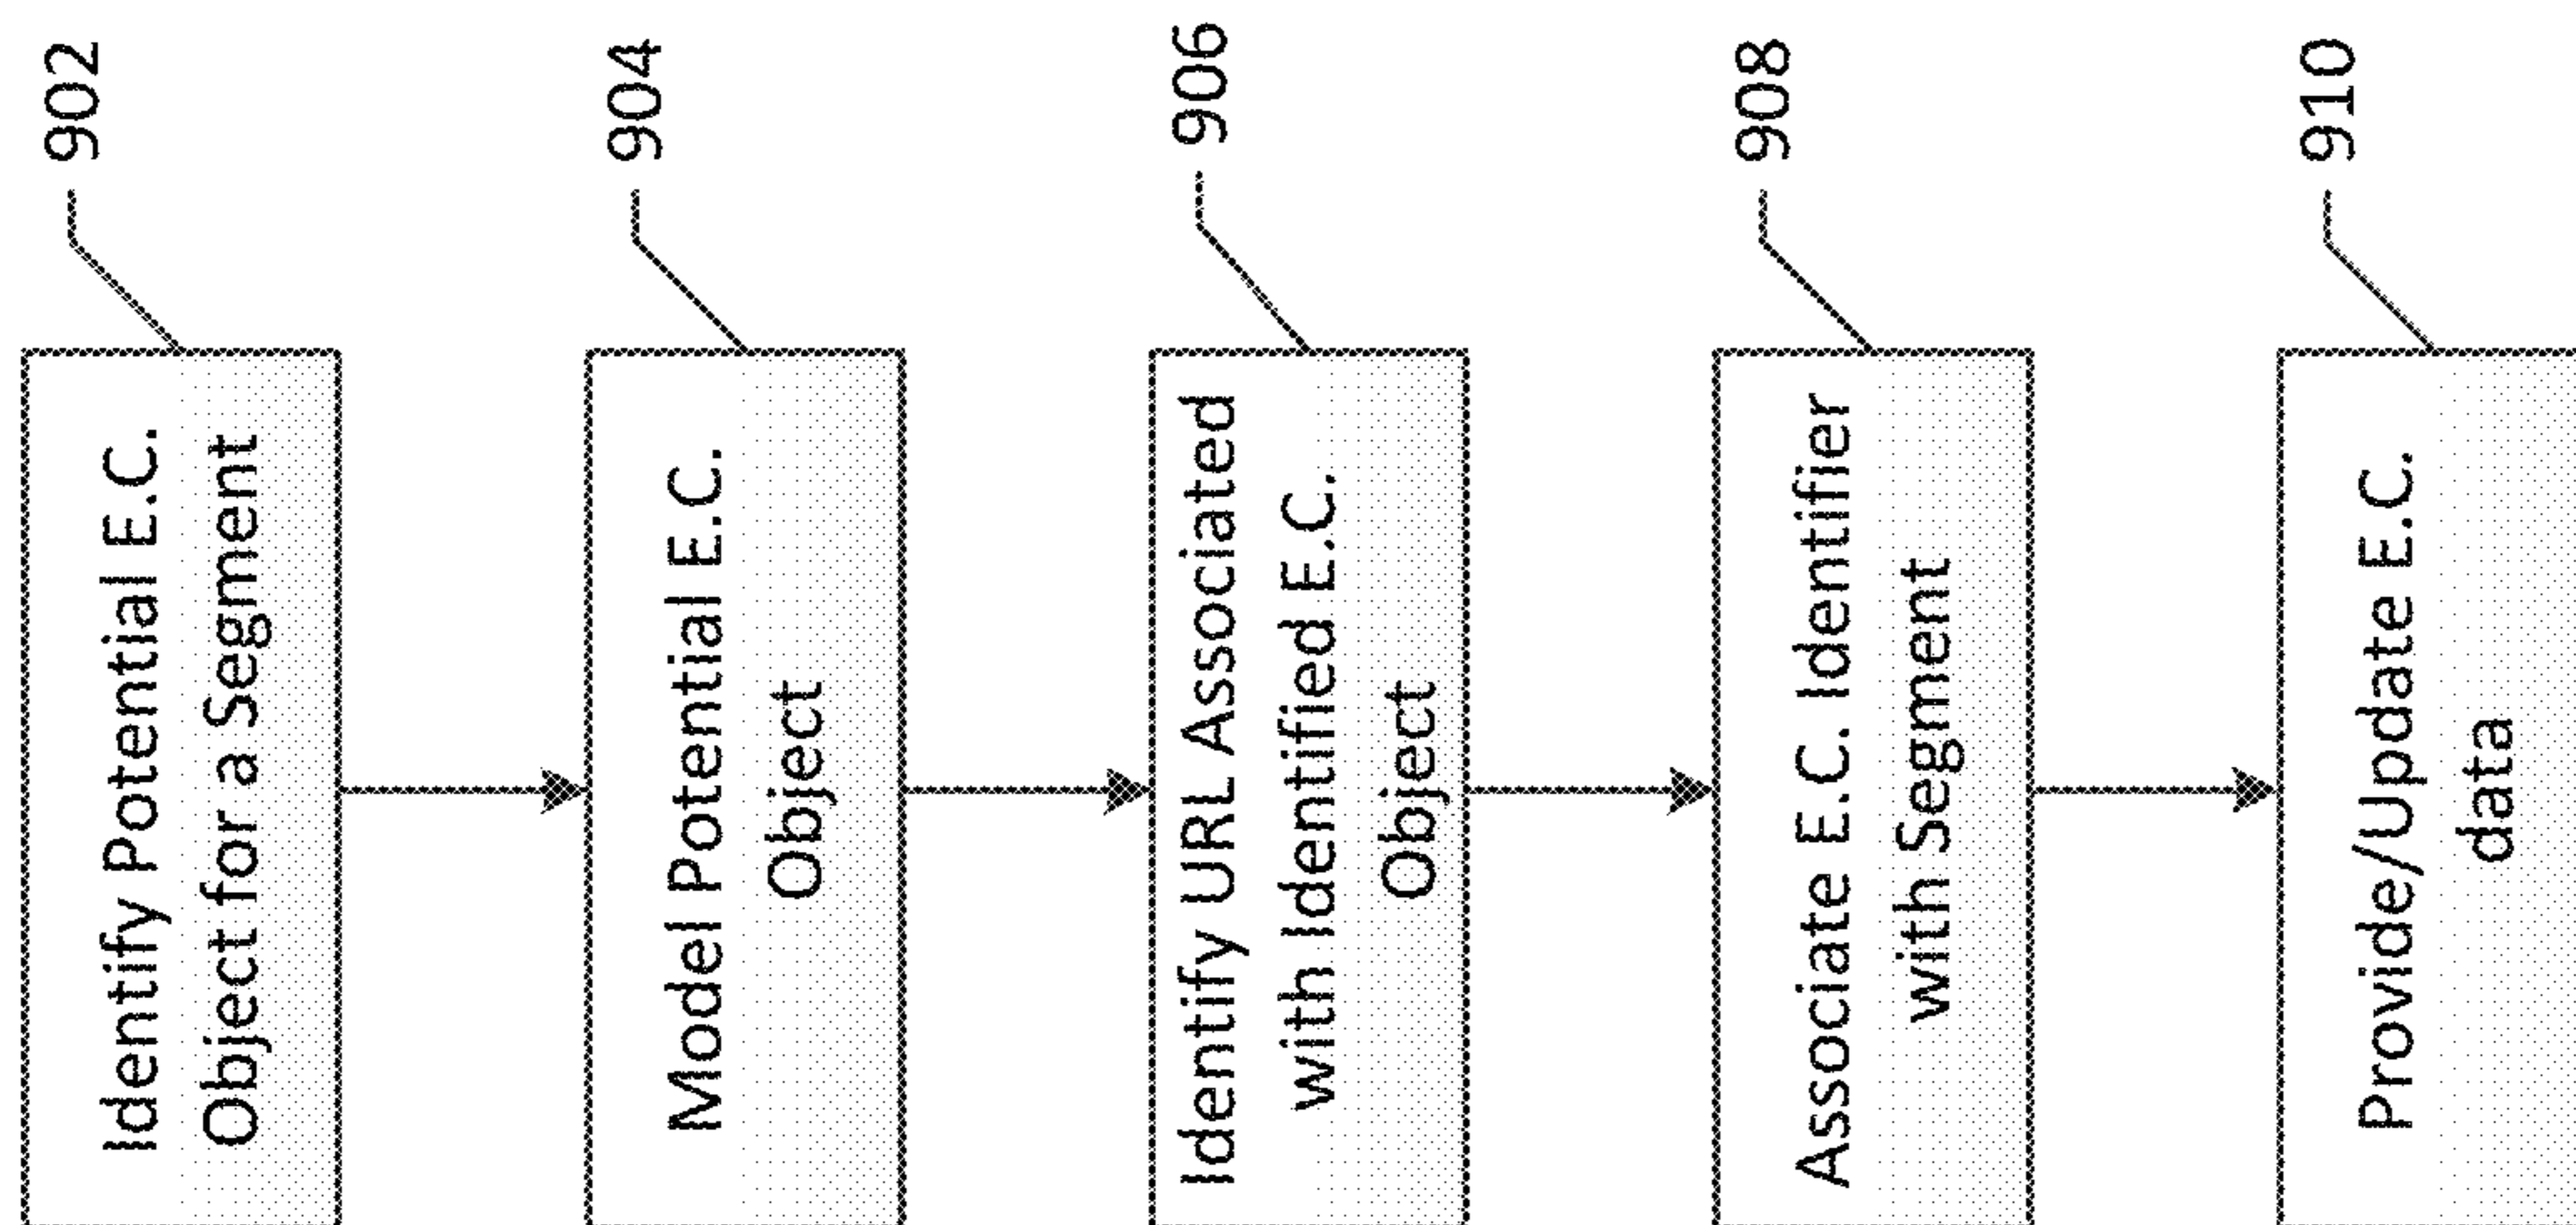 Identify Potential E.C.
Object for a Segment
902
Model Potential E.C.
Object
904
Identify URL Associated
with Identified E.C.
Object
906
Associate E.C. Identifier
with Segment
908
Provide/Update E.C.
data
910